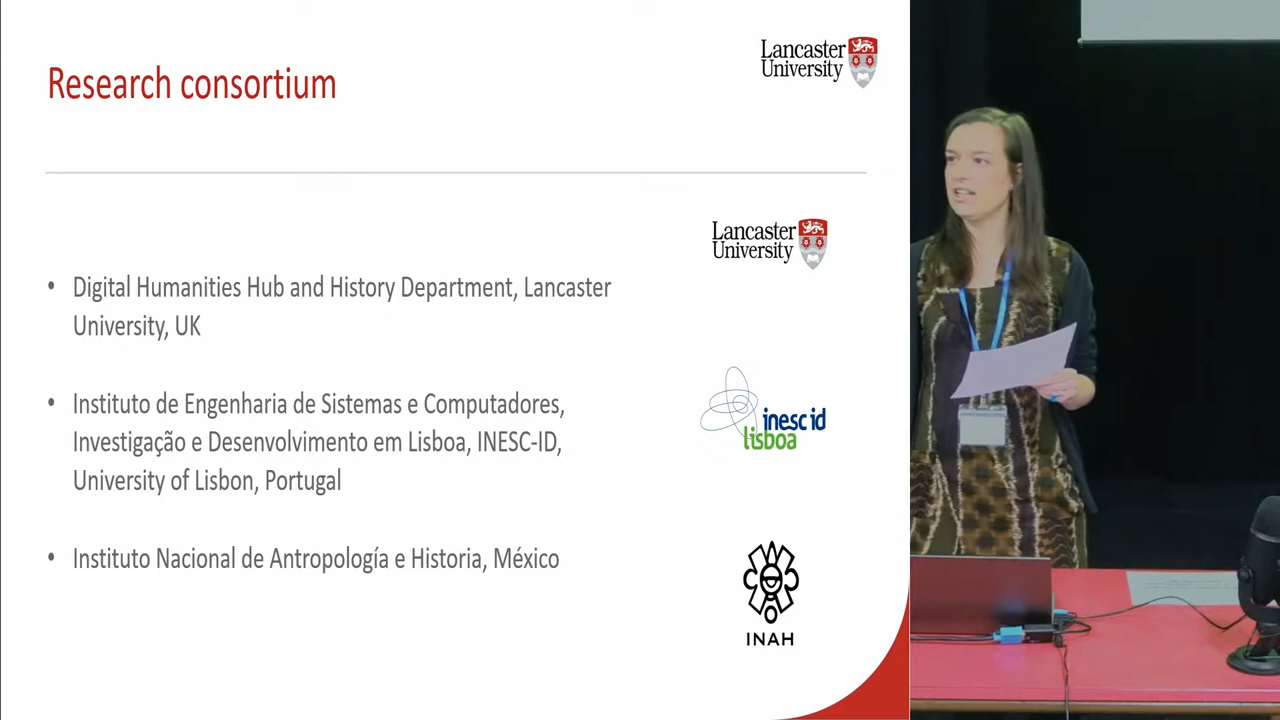 Lancaster
University
Research consortium
Lancaster
University
• Digital Humanities Hub and History Department, Lancaster
University, UK
• Instituto de Engenharia de Sistemas e Computadores,
Investigação e Desenvolvimento em Lisboa, INESC-ID,
University of Lisbon, Portugal
inesc id
lisboa
• Instituto Nacional de Antropología e Historia, México
INAH